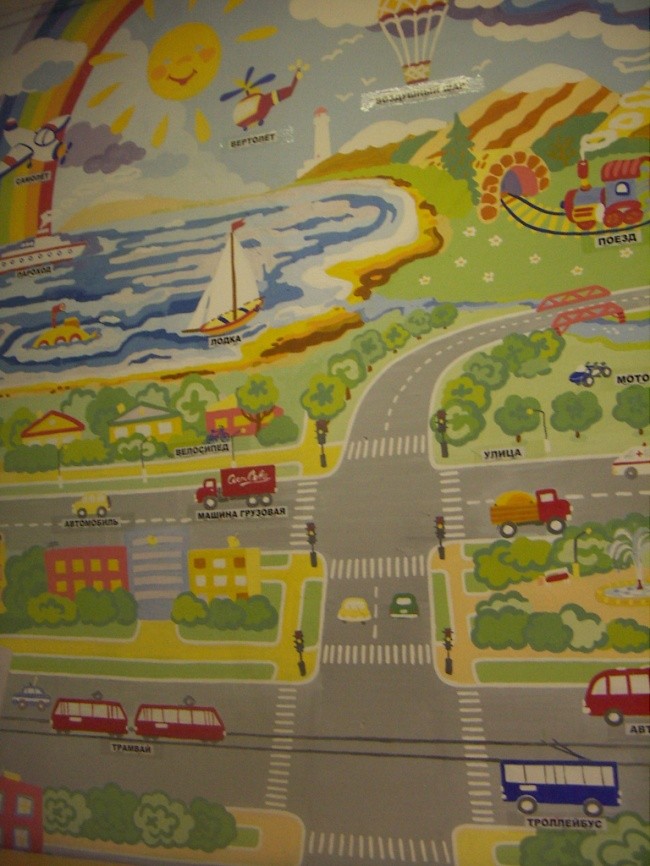 ВОЗДУШНЫЙ ШАР
ВЕРТОЛЕТ
САМОЛЕТ
ПОЕЗД
ПАРОХОД
ЛОДКА
МОТО
ВЕЛОСИПЕД
УЛИЦА
АВТОМОБИЛЬ
МАШИНА ГРУЗОВАЯ
АВТ
ТРАМВАЙ
ТРОЛЛЕЙБУС